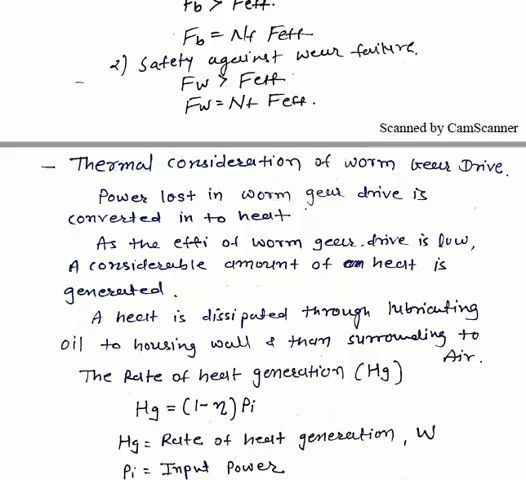 Fb > Feff.
Fb = Nf Feff
2) Safety against wear failure.
Fw > Feff
Fw = Nf Feff.
Scanned by CamScanner
- Thermal consideration of worm Gear Drive.
Power lost in worm gear drive is
converted in to heat
As the effi of worm gear drive is low,
A considerable amount of heat is
generated.
A heat is dissipated through lubricating
oil to housing wall & than surrounding to
Air.
The Rate of heat generation (Hg)
Hg = (1-η) Pi
Hg = Rate of heat generation, W
Pi = Input Power